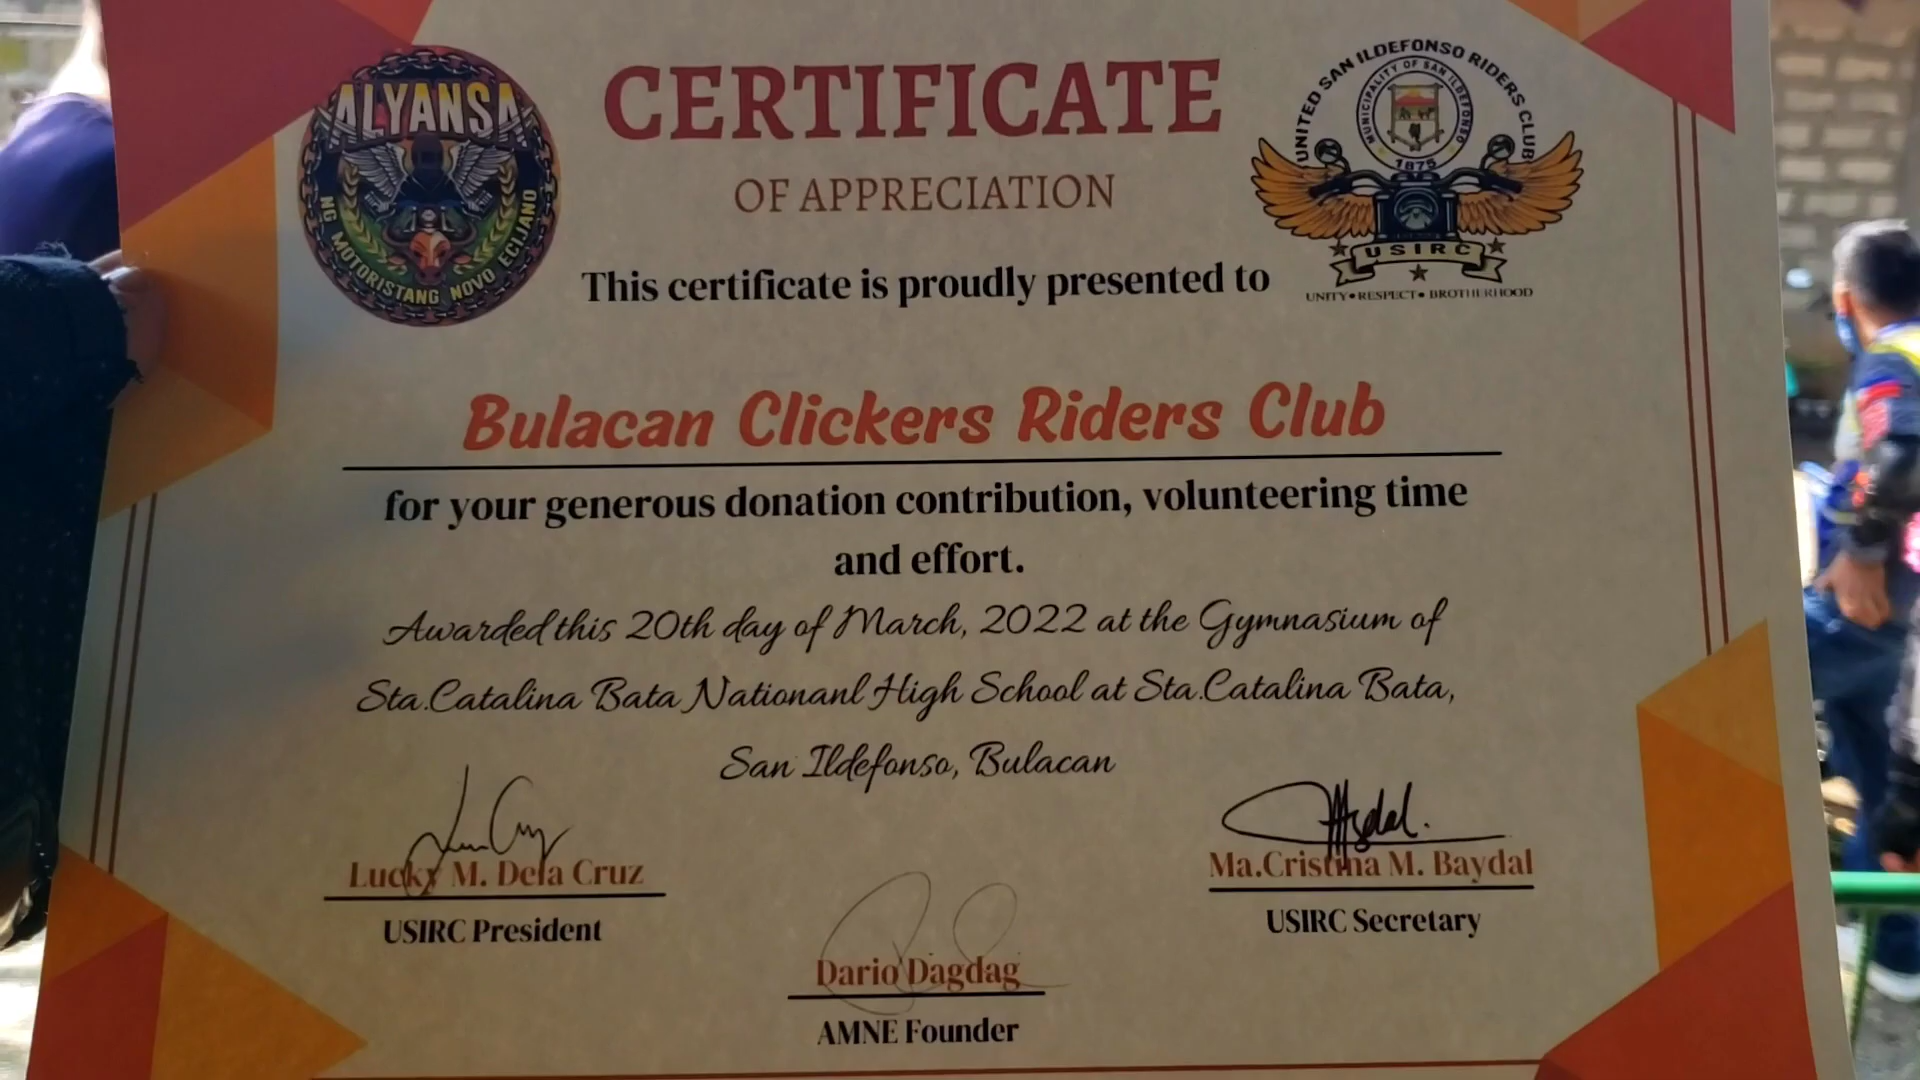 ALYANSA
NG MOTORISTANG NOVO ECIJANO
CERTIFICATE
OF APPRECIATION
UNITED SAN ILDEFONSO RIDERS CLUB
MUNICIPALITY OF SAN ILDEFONSO
1875
USIRC
UNITY • RESPECT • BROTHERHOOD
This certificate is proudly presented to
Bulacan Clickers Riders Club
for your generous donation contribution, volunteering time
and effort.
Awarded this 20th day of March, 2022 at the Gymnasium of
Sta.Catalina Bata Nationanl High School at Sta.Catalina Bata,
San Ildefonso, Bulacan
Lucky M. Dela Cruz
USIRC President
Ma.Cristina M. Baydal
USIRC Secretary
Dario Dagdag
AMNE Founder